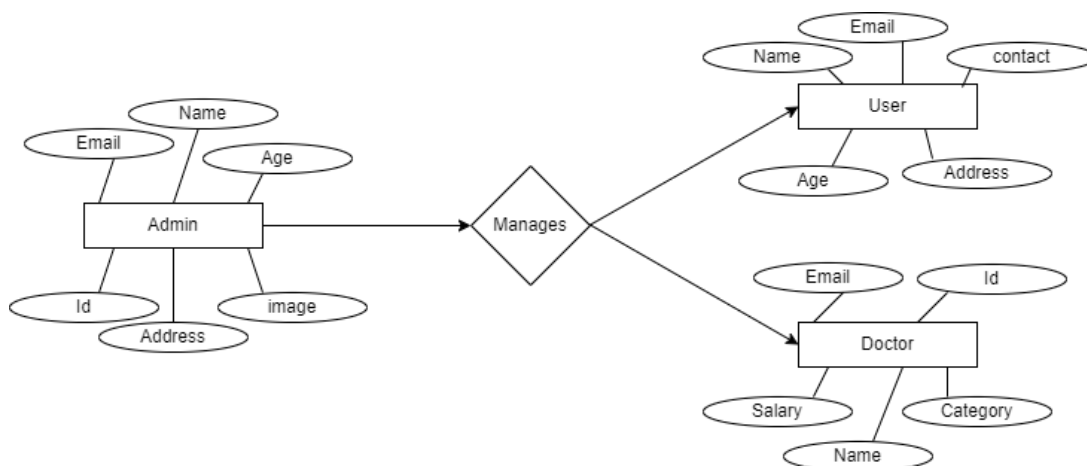 Email
Name
contact
User
Age
Address
Name
Email
Age
Admin
Id
image
Address
Manages
Email
Id
Doctor
Salary
Category
Name